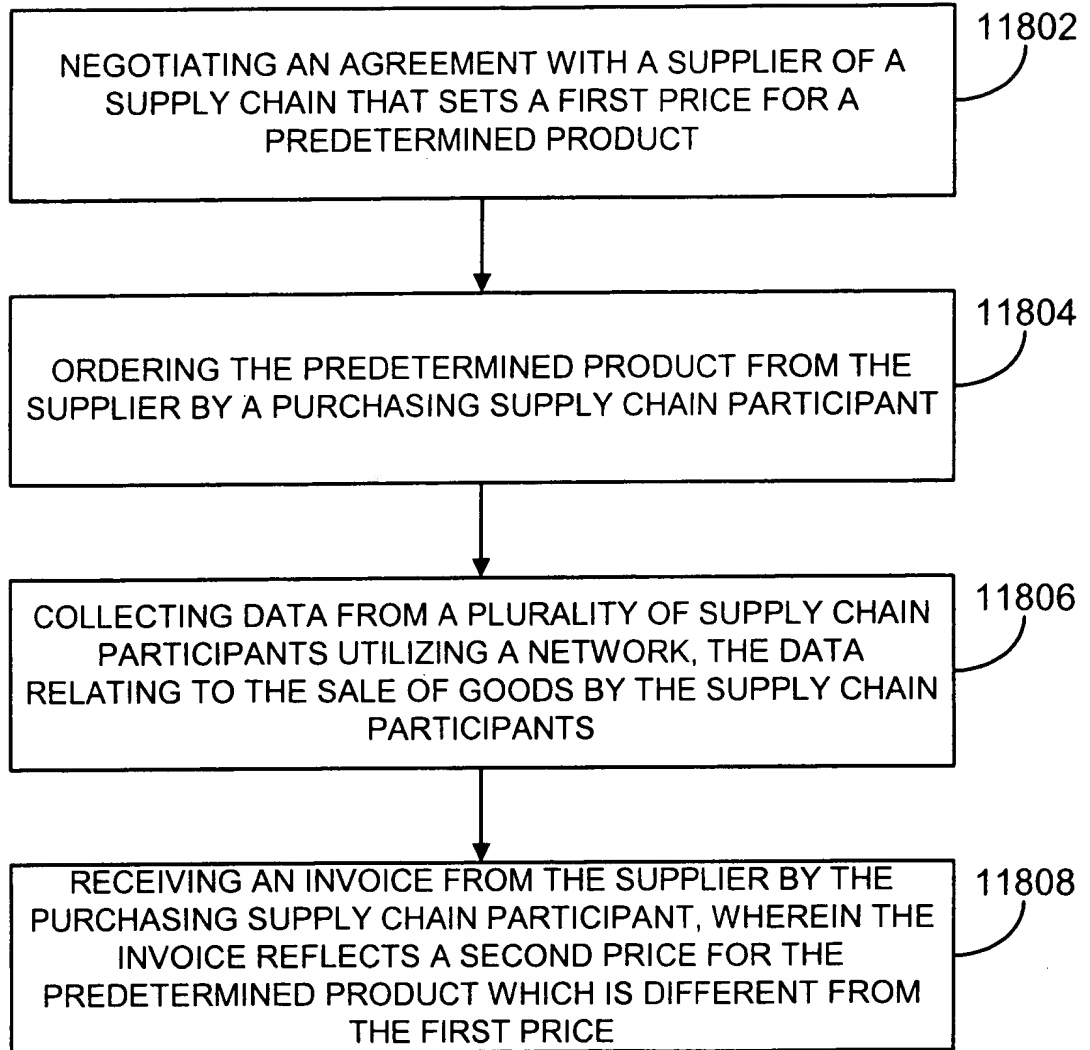 11802
NEGOTIATING AN AGREEMENT WITH A SUPPLIER OF A
SUPPLY CHAIN THAT SETS A FIRST PRICE FOR A
PREDETERMINED PRODUCT
11804
ORDERING THE PREDETERMINED PRODUCT FROM THE
SUPPLIER BY A PURCHASING SUPPLY CHAIN PARTICIPANT
11806
COLLECTING DATA FROM A PLURALITY OF SUPPLY CHAIN
PARTICIPANTS UTILIZING A NETWORK, THE DATA
RELATING TO THE SALE OF GOODS BY THE SUPPLY CHAIN
PARTICIPANTS
11808
RECEIVING AN INVOICE FROM THE SUPPLIER BY THE
PURCHASING SUPPLY CHAIN PARTICIPANT, WHEREIN THE
INVOICE REFLECTS A SECOND PRICE FOR THE
PREDETERMINED PRODUCT WHICH IS DIFFERENT FROM
THE FIRST PRICE